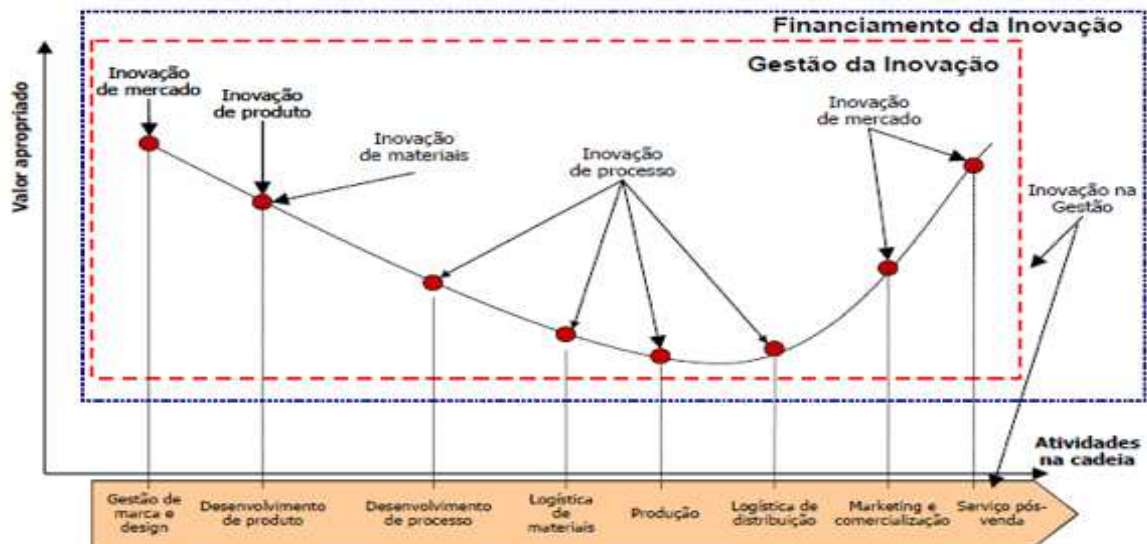 Financiamento da Inovação
Gestão da Inovação
Valor apropriado
Inovação
de mercado
Inovação
de produto
Inovação
de materiais
Inovação
de processo
Inovação
de mercado
Inovação na
Gestão
Atividades
na cadeia
Gestão de
marca e
design
Desenvolvimento
de produto
Desenvolvimento
de processo
Logística
de
materiais
Produção
Logística de
distribuição
Marketing e
comercialização
Serviço pós-
venda